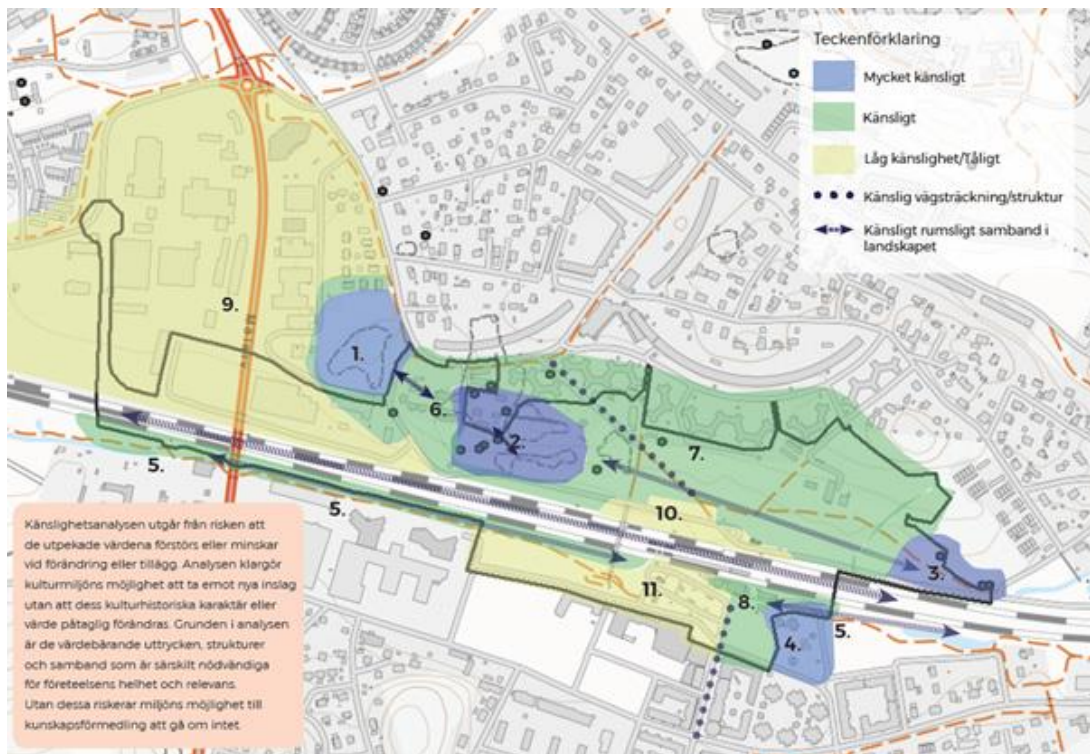 Teckenförklaring
Mycket känsligt
Känsligt
Låg känslighet/Tåligt
Känslig vägsträckning/struktur
Känsligt rumsligt samband i
landskapet
9.
1.
6.
2.
7.
5.
5.
10.
3.
11.
8.
4.
5.
Känslighetsanalysen utgår från risken att
de utpekade värdena förstörs eller minskar
vid förändring eller tillägg. Analysen klargör
kulturmiljöns möjlighet att ta emot nya inslag
utan att dess kulturhistoriska karaktär eller
värde påtaglig förändras. Grunden i analysen
är de värdebärande uttrycken, strukturer
och samband som är särskilt nödvändiga
för företeelsens helhet och relevans.
Utan dessa riskerar miljöns möjlighet till
kunskapsförmedling att gå om intet.